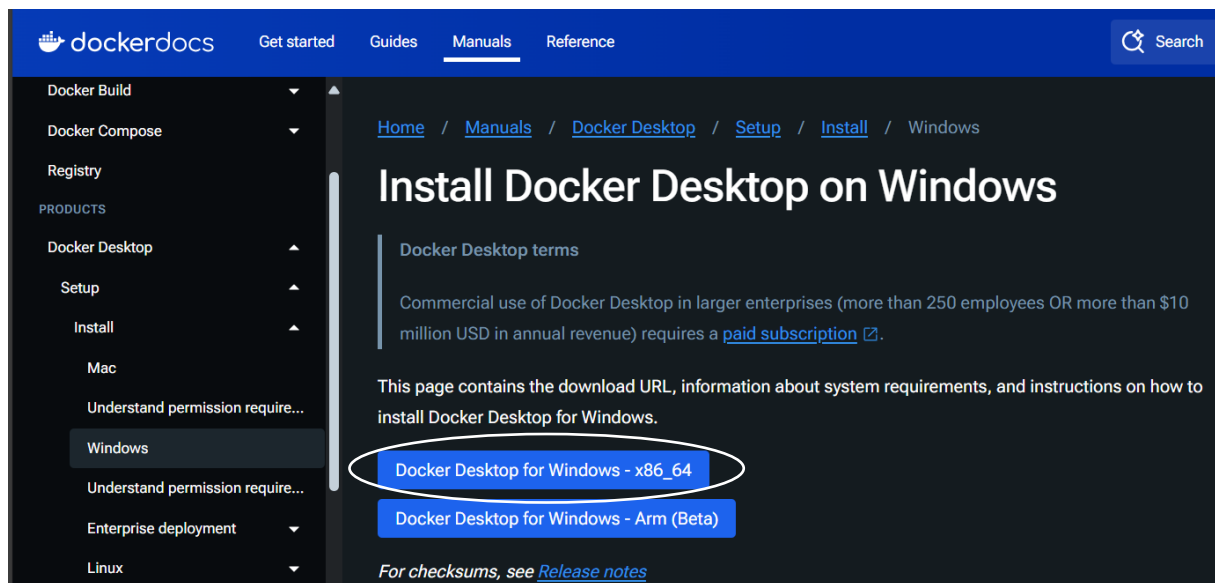 dockerdocs Get started Guides Manuals Reference Search
Docker Build
Docker Compose
Registry
PRODUCTS
Docker Desktop
Setup
Install
Mac
Understand permission require...
Windows
Understand permission require...
Enterprise deployment
Linux
Home / Manuals / Docker Desktop / Setup / Install / Windows
Install Docker Desktop on Windows
Docker Desktop terms
Commercial use of Docker Desktop in larger enterprises (more than 250 employees OR more than $10
million USD in annual revenue) requires a paid subscription .
This page contains the download URL, information about system requirements, and instructions on how to
install Docker Desktop for Windows.
Docker Desktop for Windows - x86_64
Docker Desktop for Windows - Arm (Beta)
For checksums, see Release notes